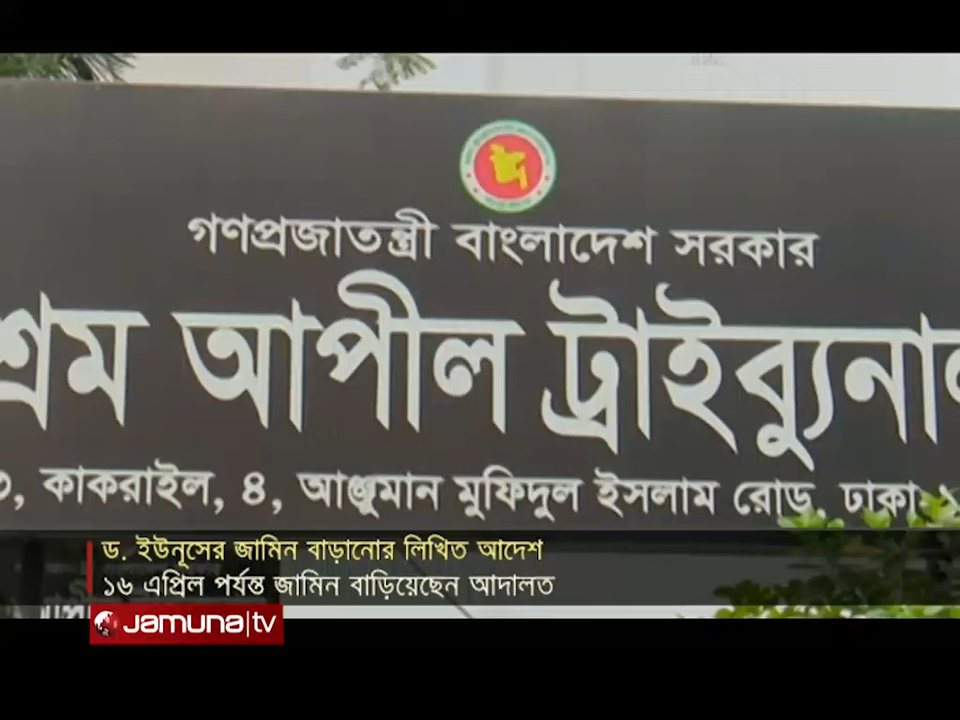 গণপ্রজাতন্ত্রী বাংলাদেশ সরকার
শ্রম আপীল ট্রাইব্যুনাল
কাকরাইল, ৪, আঞ্জুমান মুফিদুল ইসলাম রোড, ঢাকা-১
ড. ইউনূসের জামিন বাড়ানোর লিখিত আদেশ
১৬ এপ্রিল পর্যন্ত জামিন বাড়িয়েছেন আদালত
Jamuna|tv